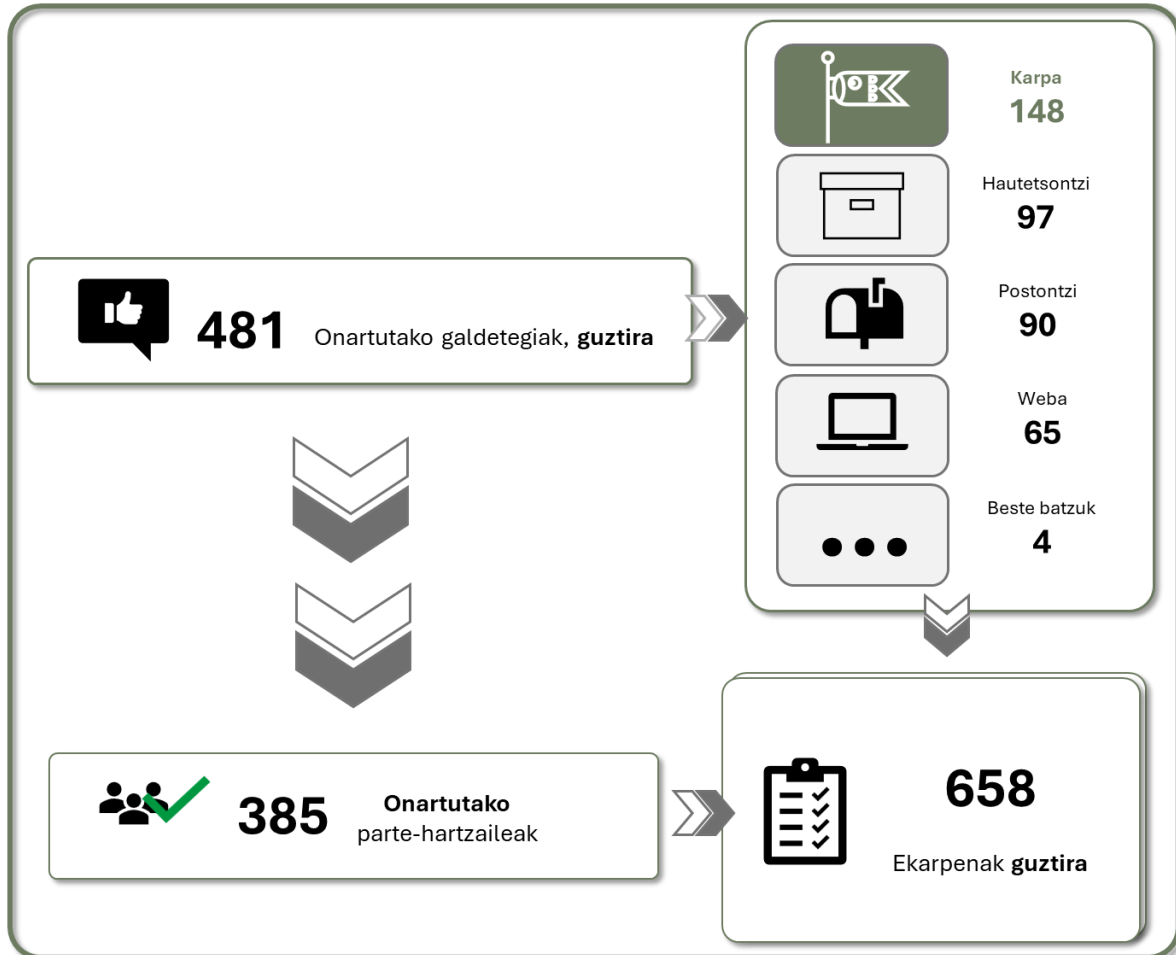 Karpa
148
Hautetsontzi
97
Postontzi
90
Weba
65
Beste batzuk
4
481 Onartutako galdetegiak, guztira
385 Onartutako
parte-hartzaileak
658
Ekarpenak guztira